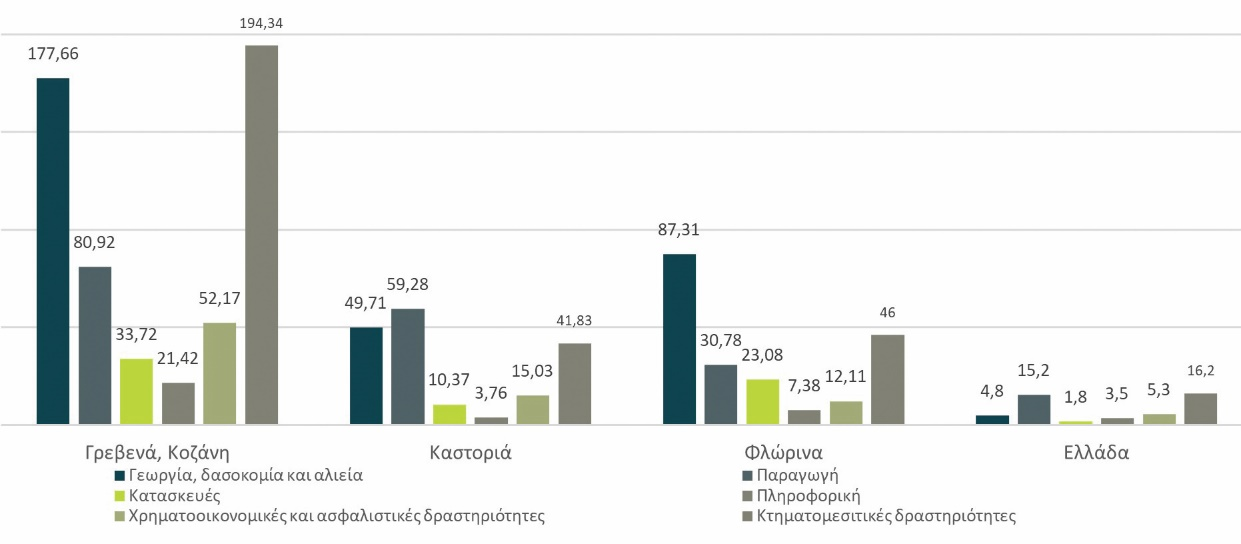 194,34
177,66
80,92
33,72
21,42
52,17
49,71
59,28
10,37
3,76
15,03
41,83
87,31
30,78
23,08
7,38
12,11
46
4,8
15,2
1,8
3,5
5,3
16,2
Γρεβενά, Κοζάνη
Καστοριά
Φλώρινα
Ελλάδα
Γεωργία, δασοκομία και αλιεία
Παραγωγή
Κατασκευές
Πληροφορική
Χρηματοοικονομικές και ασφαλιστικές δραστηριότητες
Κτηματομεσιτικές δραστηριότητες